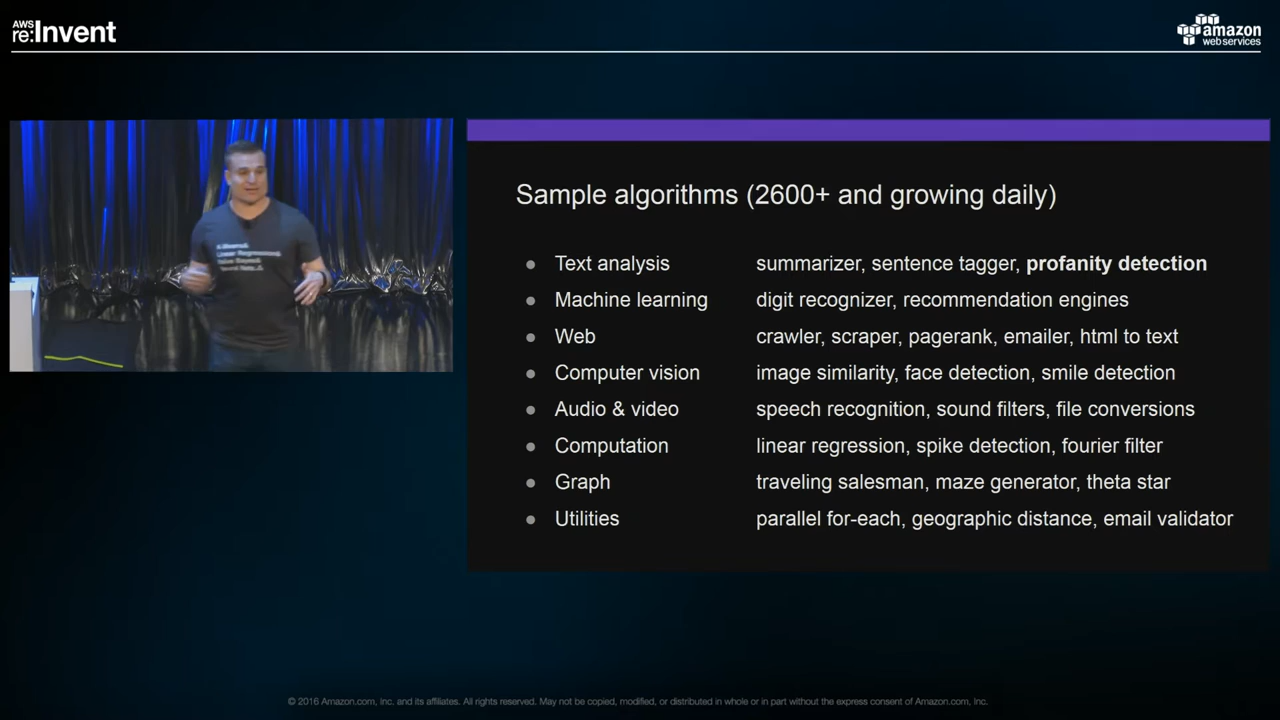 AWS
re:Invent
amazon
web services
Sample algorithms (2600+ and growing daily)
Text analysis summarizer, sentence tagger, profanity detection
Machine learning digit recognizer, recommendation engines
Web crawler, scraper, pagerank, emailer, html to text
Computer vision image similarity, face detection, smile detection
Audio & video speech recognition, sound filters, file conversions
Computation linear regression, spike detection, fourier filter
Graph traveling salesman, maze generator, theta star
Utilities parallel for-each, geographic distance, email validator
© 2016 Amazon.com, Inc. and its affiliates. All rights reserved. May not be copied, modified, or distributed in whole or in part without the express consent of Amazon.com, Inc.